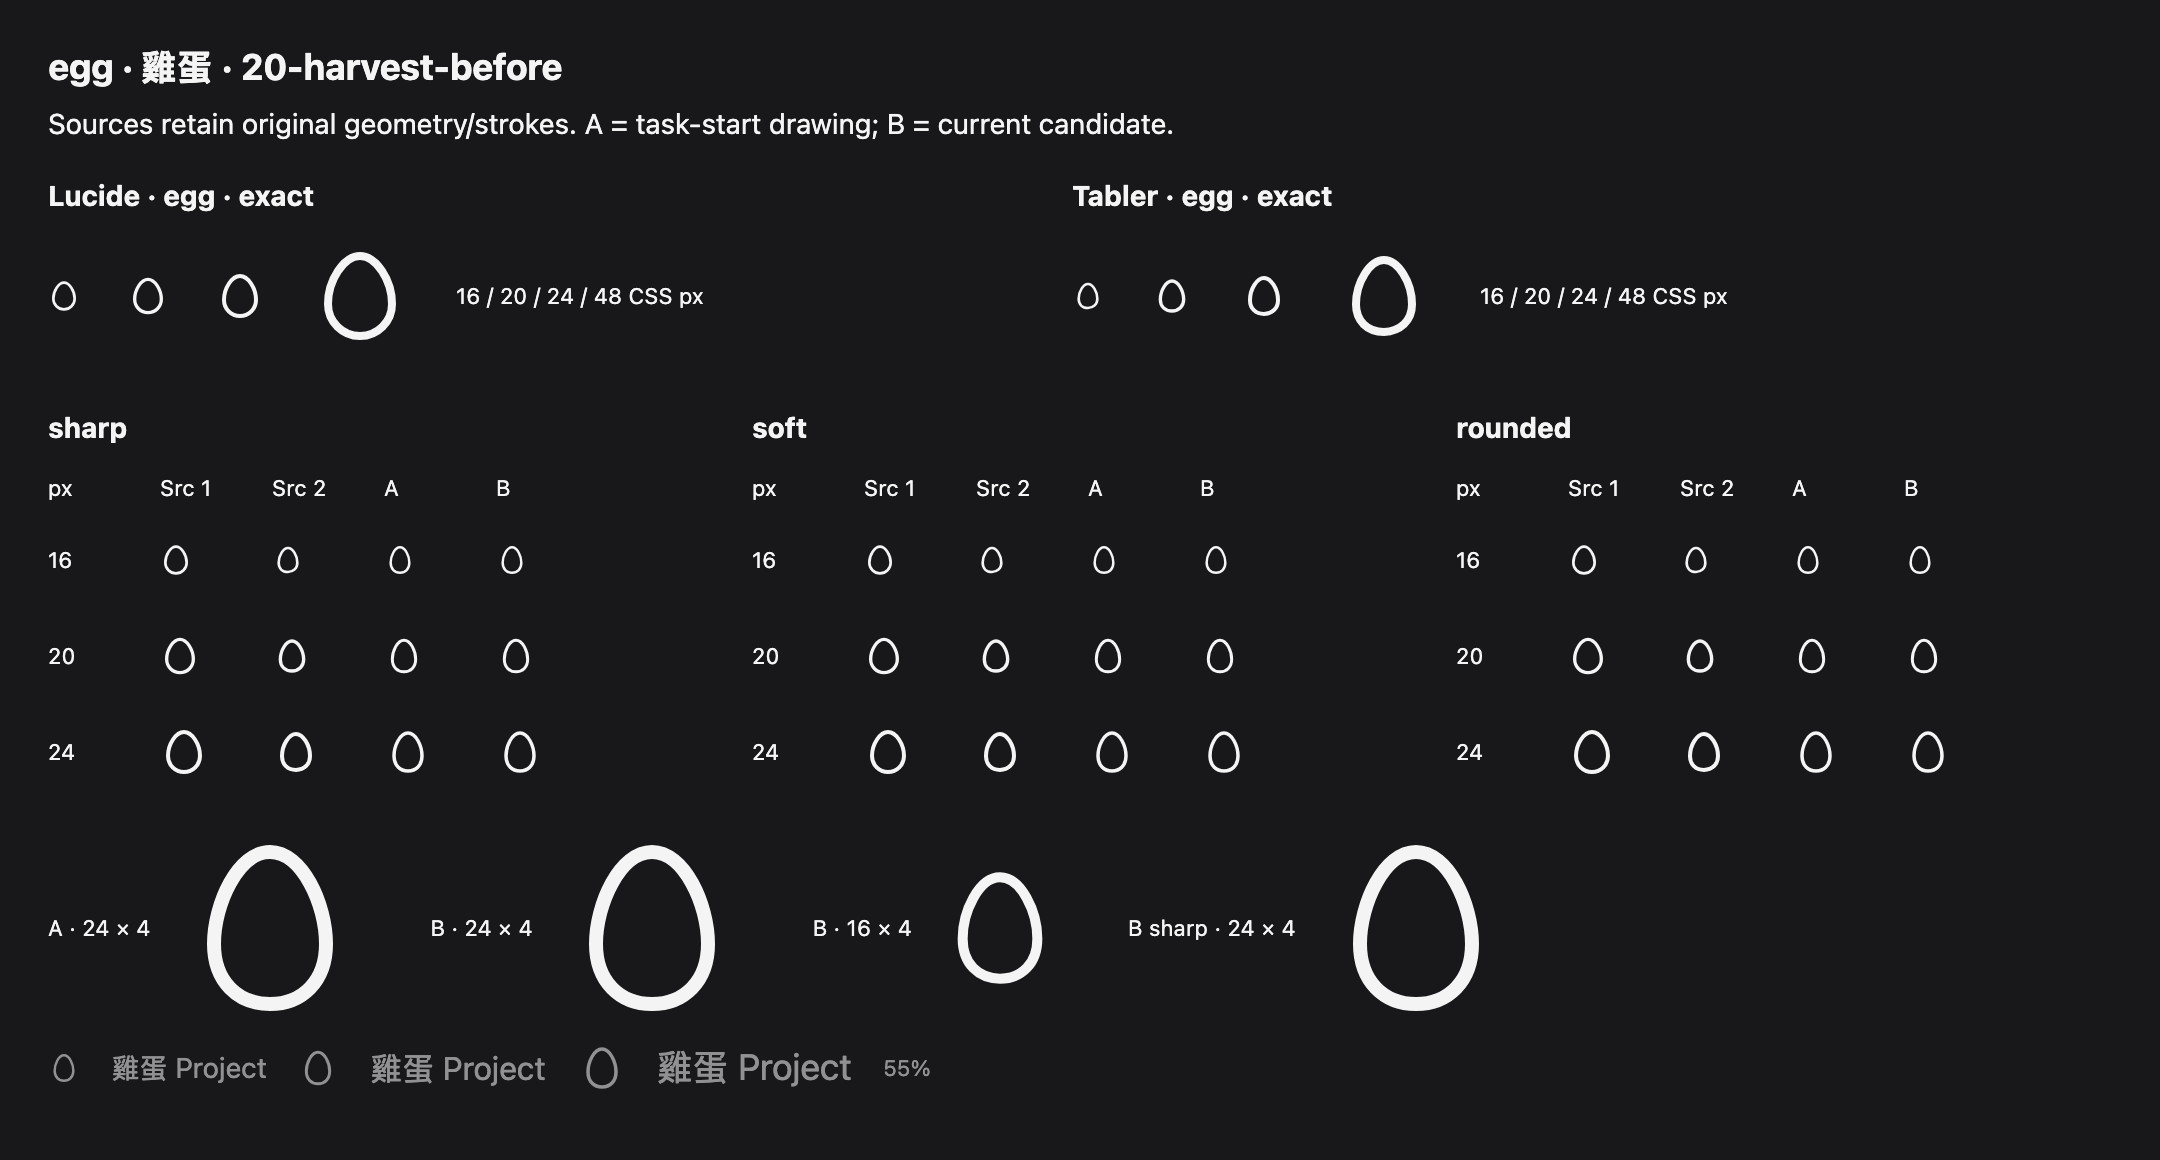 egg · 雞蛋 · 20-harvest-before
Sources retain original geometry/strokes. A = task-start drawing; B = current candidate.
Lucide · egg · exact
16 / 20 / 24 / 48 CSS px
Tabler · egg · exact
16 / 20 / 24 / 48 CSS px
sharp
px Src 1 Src 2 A B
16
20
24
soft
px Src 1 Src 2 A B
16
20
24
rounded
px Src 1 Src 2 A B
16
20
24
A · 24 × 4
B · 24 × 4
B · 16 × 4
B sharp · 24 × 4
雞蛋 Project 雞蛋 Project 雞蛋 Project 55%